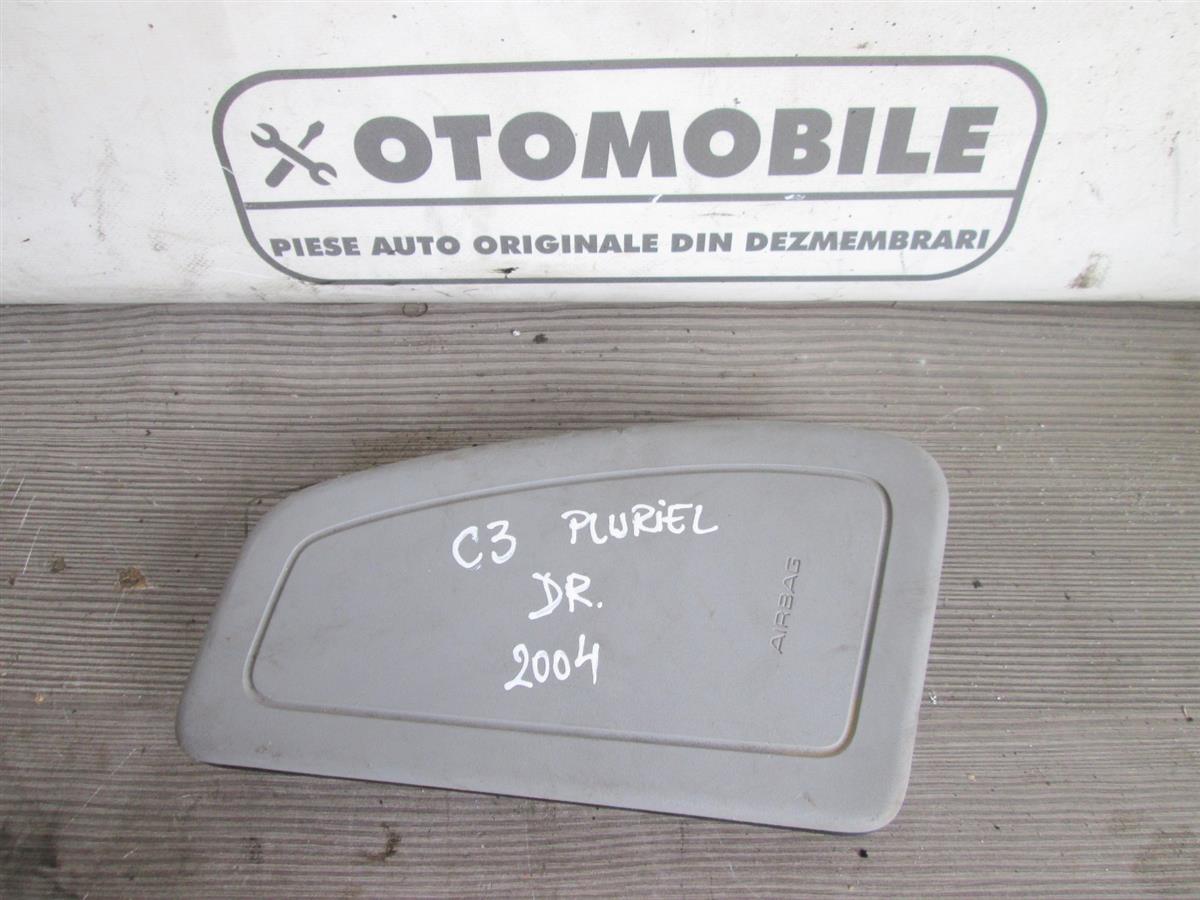 OTOMOBILE
PIESE AUTO ORIGINALE DIN DEZMEMBRARI
C3 PLURiEL
DR.
2004
AIRBAG